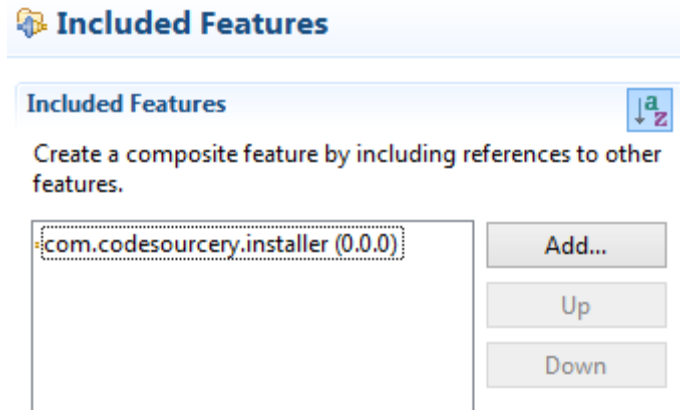 Included Features
Included Features
Create a composite feature by including references to other
features.
com.codesourcery.installer (0.0.0)
Add...
Up
Down